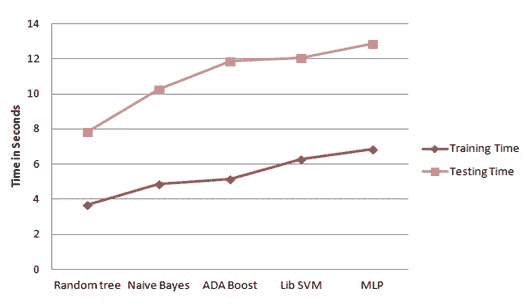 14
12
10
8
6
4
2
0
Time in Seconds
Random tree Naive Bayes ADA Boost Lib SVM MLP
Training Time
Testing Time